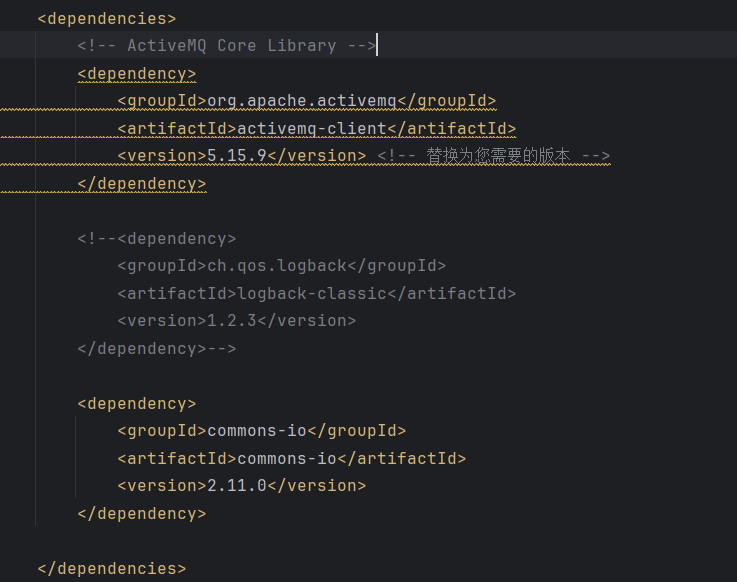 <dependencies>
<!-- ActiveMQ Core Library -->
<dependency>
<groupId>org.apache.activemq</groupId>
<artifactId>activemq-client</artifactId>
<version>5.15.9</version> <!-- 替换为您需要的版本 -->
</dependency>
<!--<dependency>
<groupId>ch.qos.logback</groupId>
<artifactId>logback-classic</artifactId>
<version>1.2.3</version>
</dependency>-->
<dependency>
<groupId>commons-io</groupId>
<artifactId>commons-io</artifactId>
<version>2.11.0</version>
</dependency>
</dependencies>